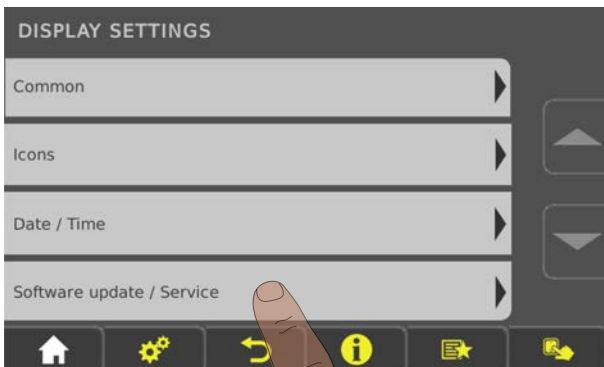 DISPLAY SETTINGS
Common
Icons
Date / Time
Software update / Service